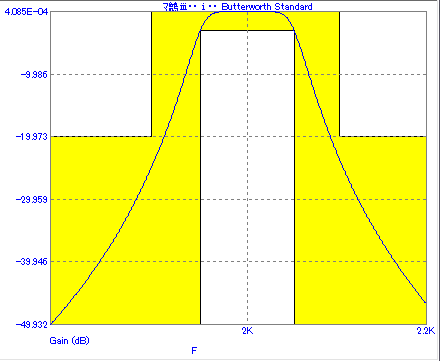 Butterworth Standard
4.085E-04
-9.986
-19.973
-29.959
-39.946
-49.932
2K
2.2K
Gain (dB)
F